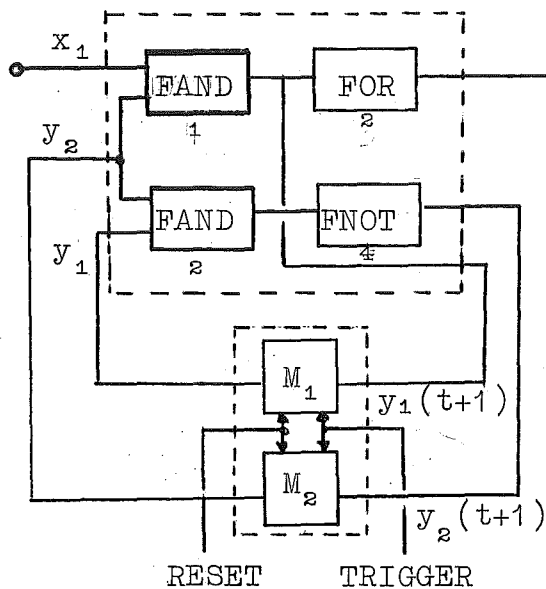 x1
FAND
1
FOR
2
y2
FAND
2
FNOT
4
y1
M1
y1(t+1)
M2
y2(t+1)
RESET
TRIGGER